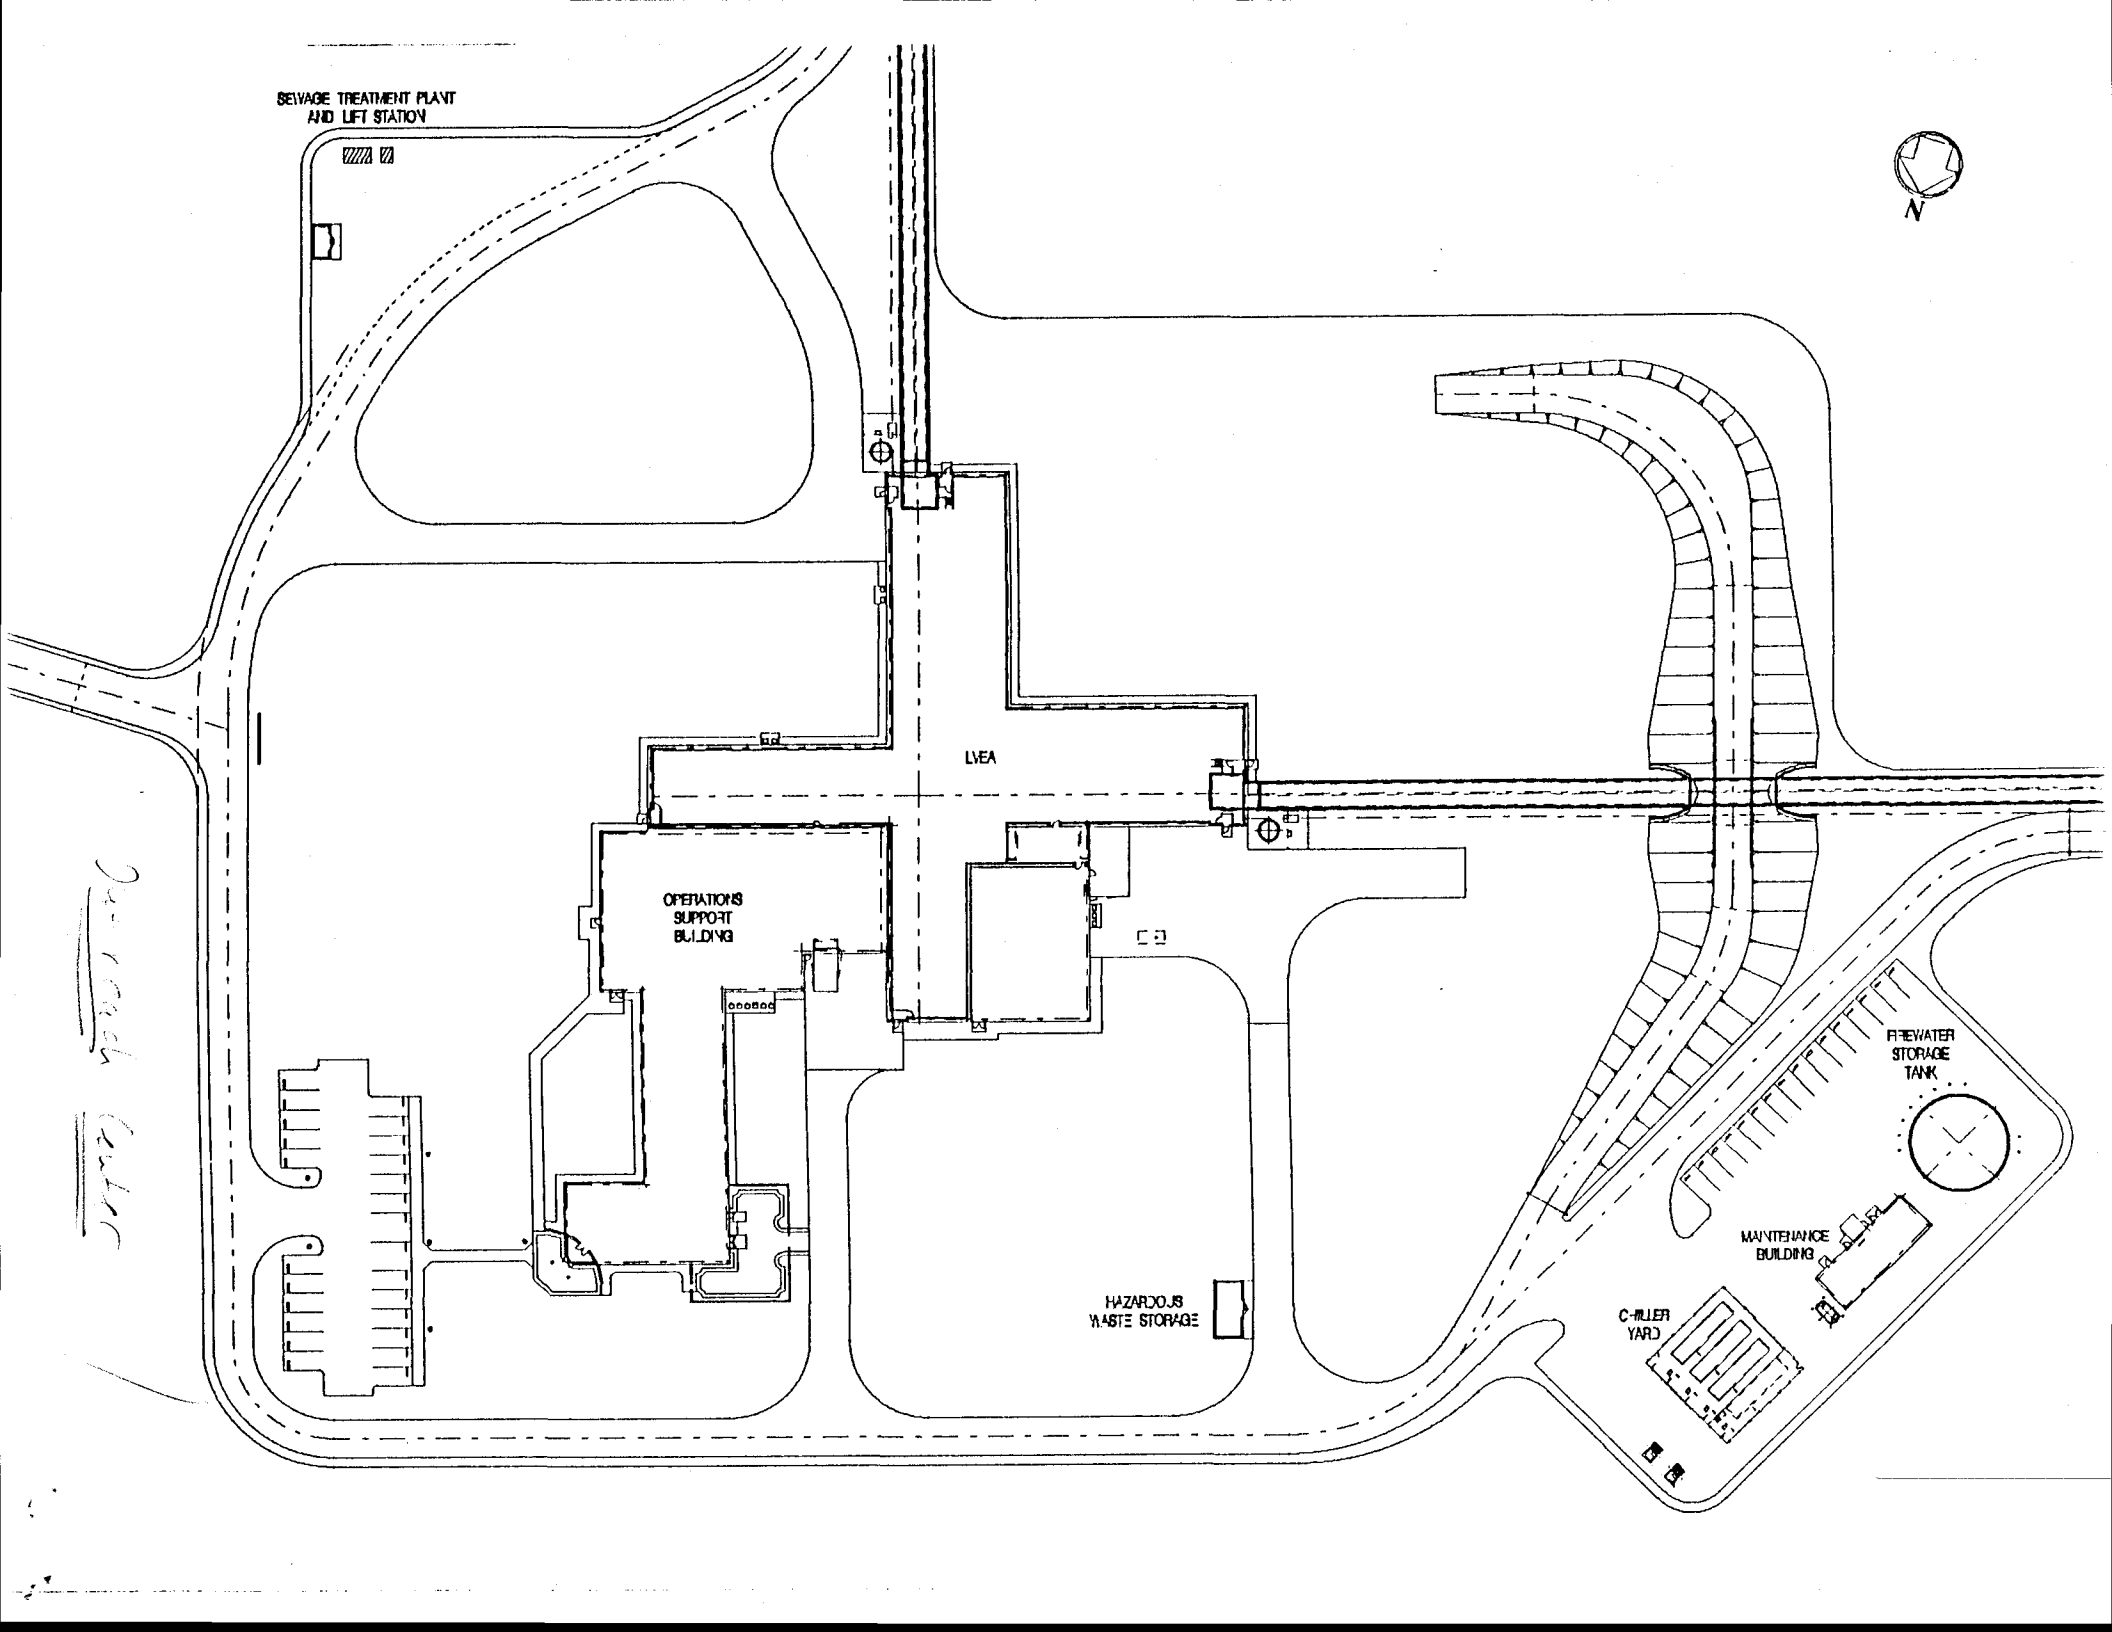 SEWAGE TREATMENT PLANT
AND LIFT STATION
N
LVEA
OPERATIONS
SUPPORT
BUILDING
FIREWATER
STORAGE
TANK
MAINTENANCE
BUILDING
HAZARDOUS
WASTE STORAGE
CHILLER
YARD